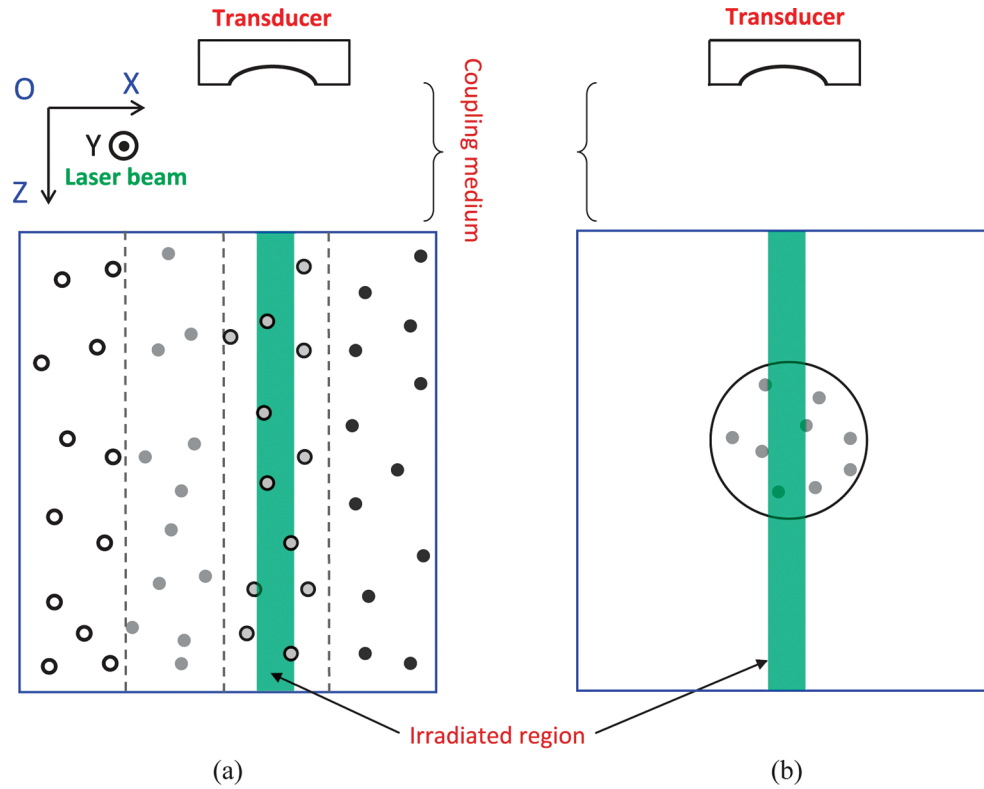 Transducer
Transducer
O
X
Y
Laser beam
Z
Coupling medium
Irradiated region
(a)
(b)